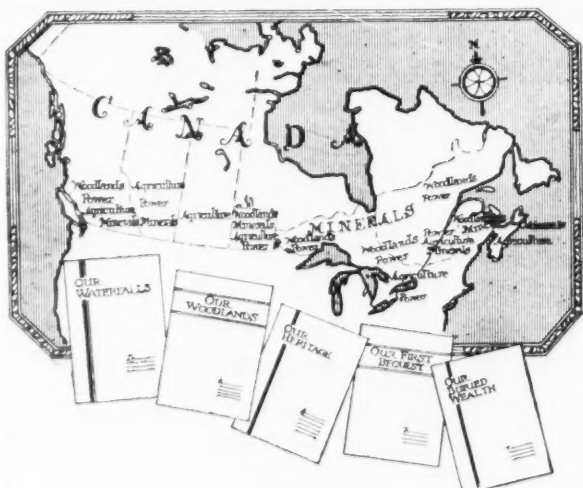 N
CANADA
Woodlands
Power
Agriculture
Minerals
Agriculture
Power
Minerals
Agriculture
Woodlands
Minerals
Agriculture
Power
Woodlands
Power
MINERALS
Woodlands
Power
Woodlands
Power
Power
Agriculture
Minerals
Agriculture
Power
Woodlands
Agriculture
OUR
WATERFALLS
OUR
WOODLANDS
OUR
HERITAGE
OUR FIRST
BEQUEST
OUR
BURIED
WEALTH